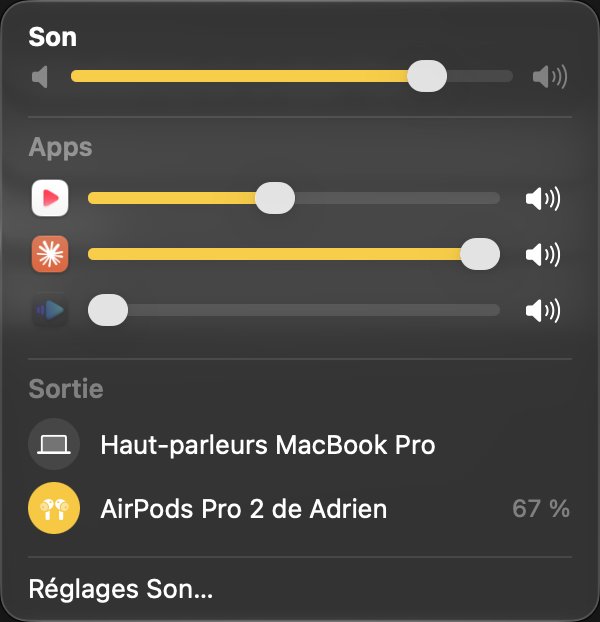 Son
Apps
Sortie
Haut-parleurs MacBook Pro
AirPods Pro 2 de Adrien 67 %
Réglages Son...